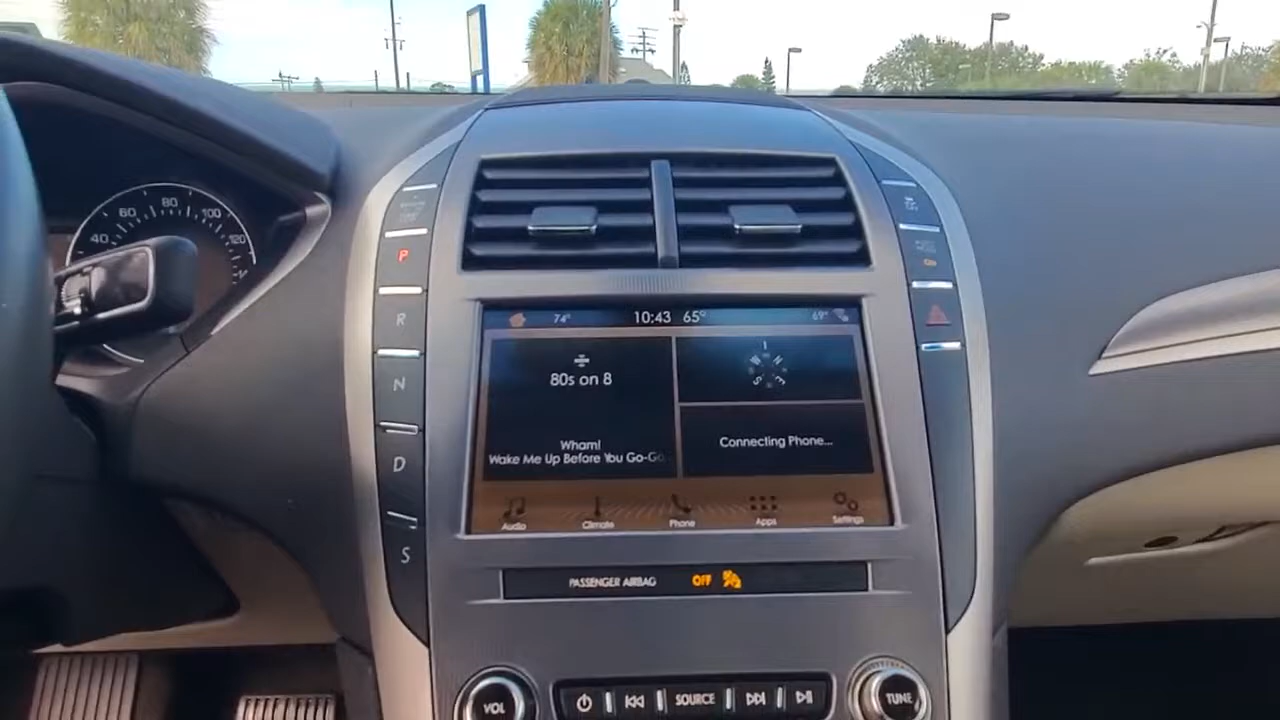 40 60 80 100 120
P
R
N
D
S
74° 10:43 65° 69°
80s on 8
Wham!
Wake Me Up Before You Go-Go
N
E
S
W
Connecting Phone...
Audio Climate Phone Apps Settings
PASSENGER AIRBAG OFF
VOL SOURCE TUNE